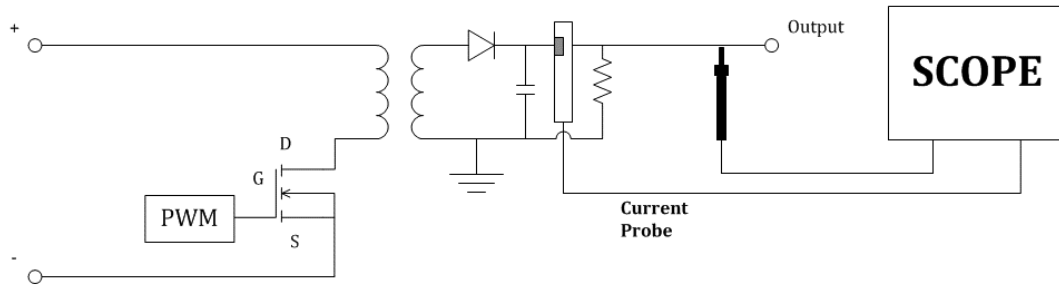 +
Output
SCOPE
D
G
PWM
S
Current
Probe
-